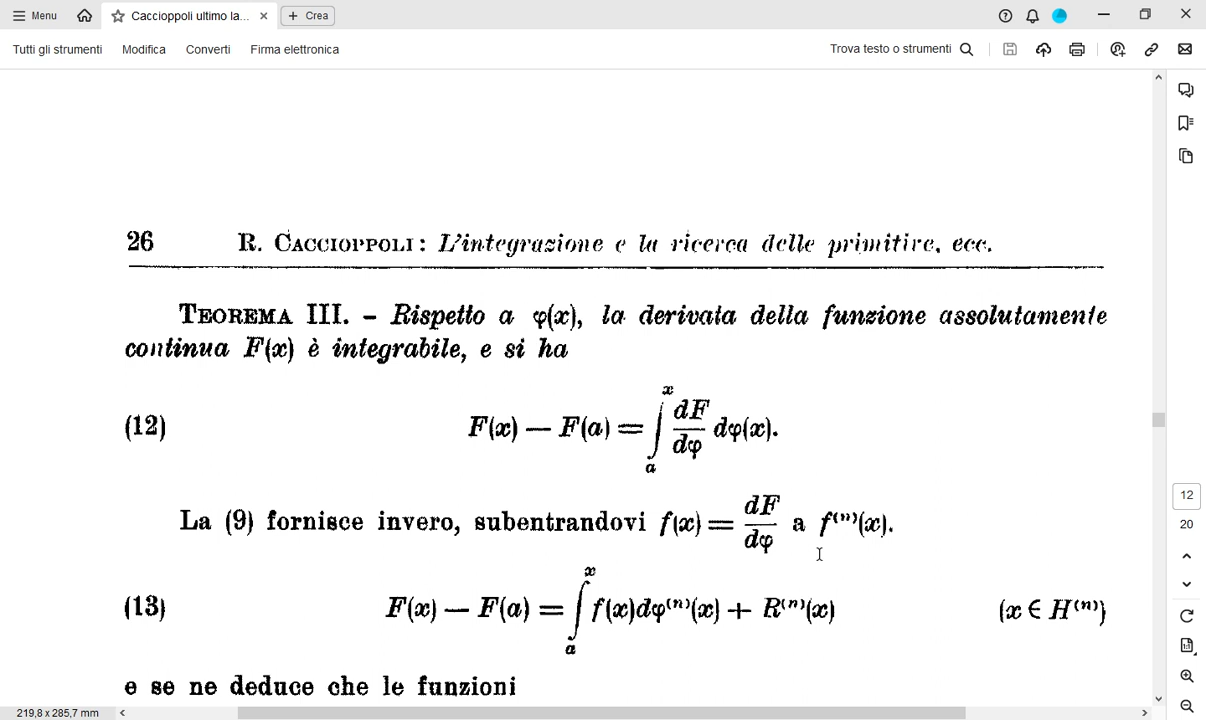 Menu Caccioppoli ultimo la... × + Crea
Tutti gli strumenti Modifica Converti Firma elettronica Trova testo o strumenti
26 R. CACCIOPPOLI: L'integrazione e la ricerca delle primitive, ecc.
TEOREMA III. - Rispetto a φ(x), la derivata della funzione assolutamente
continua F(x) è integrabile, e si ha
(12) F(x) — F(a) = ∫ₐˣ dF/dφ dφ(x).
La (9) fornisce invero, subentrandovi f(x) = dF/dφ a f⁽ⁿ⁾(x).
(13) F(x) — F(a) = ∫ₐˣ f(x)dφ⁽ⁿ⁾(x) + R⁽ⁿ⁾(x) (x ∈ H⁽ⁿ⁾)
e se ne deduce che le funzioni
12
20
219,8 x 285,7 mm